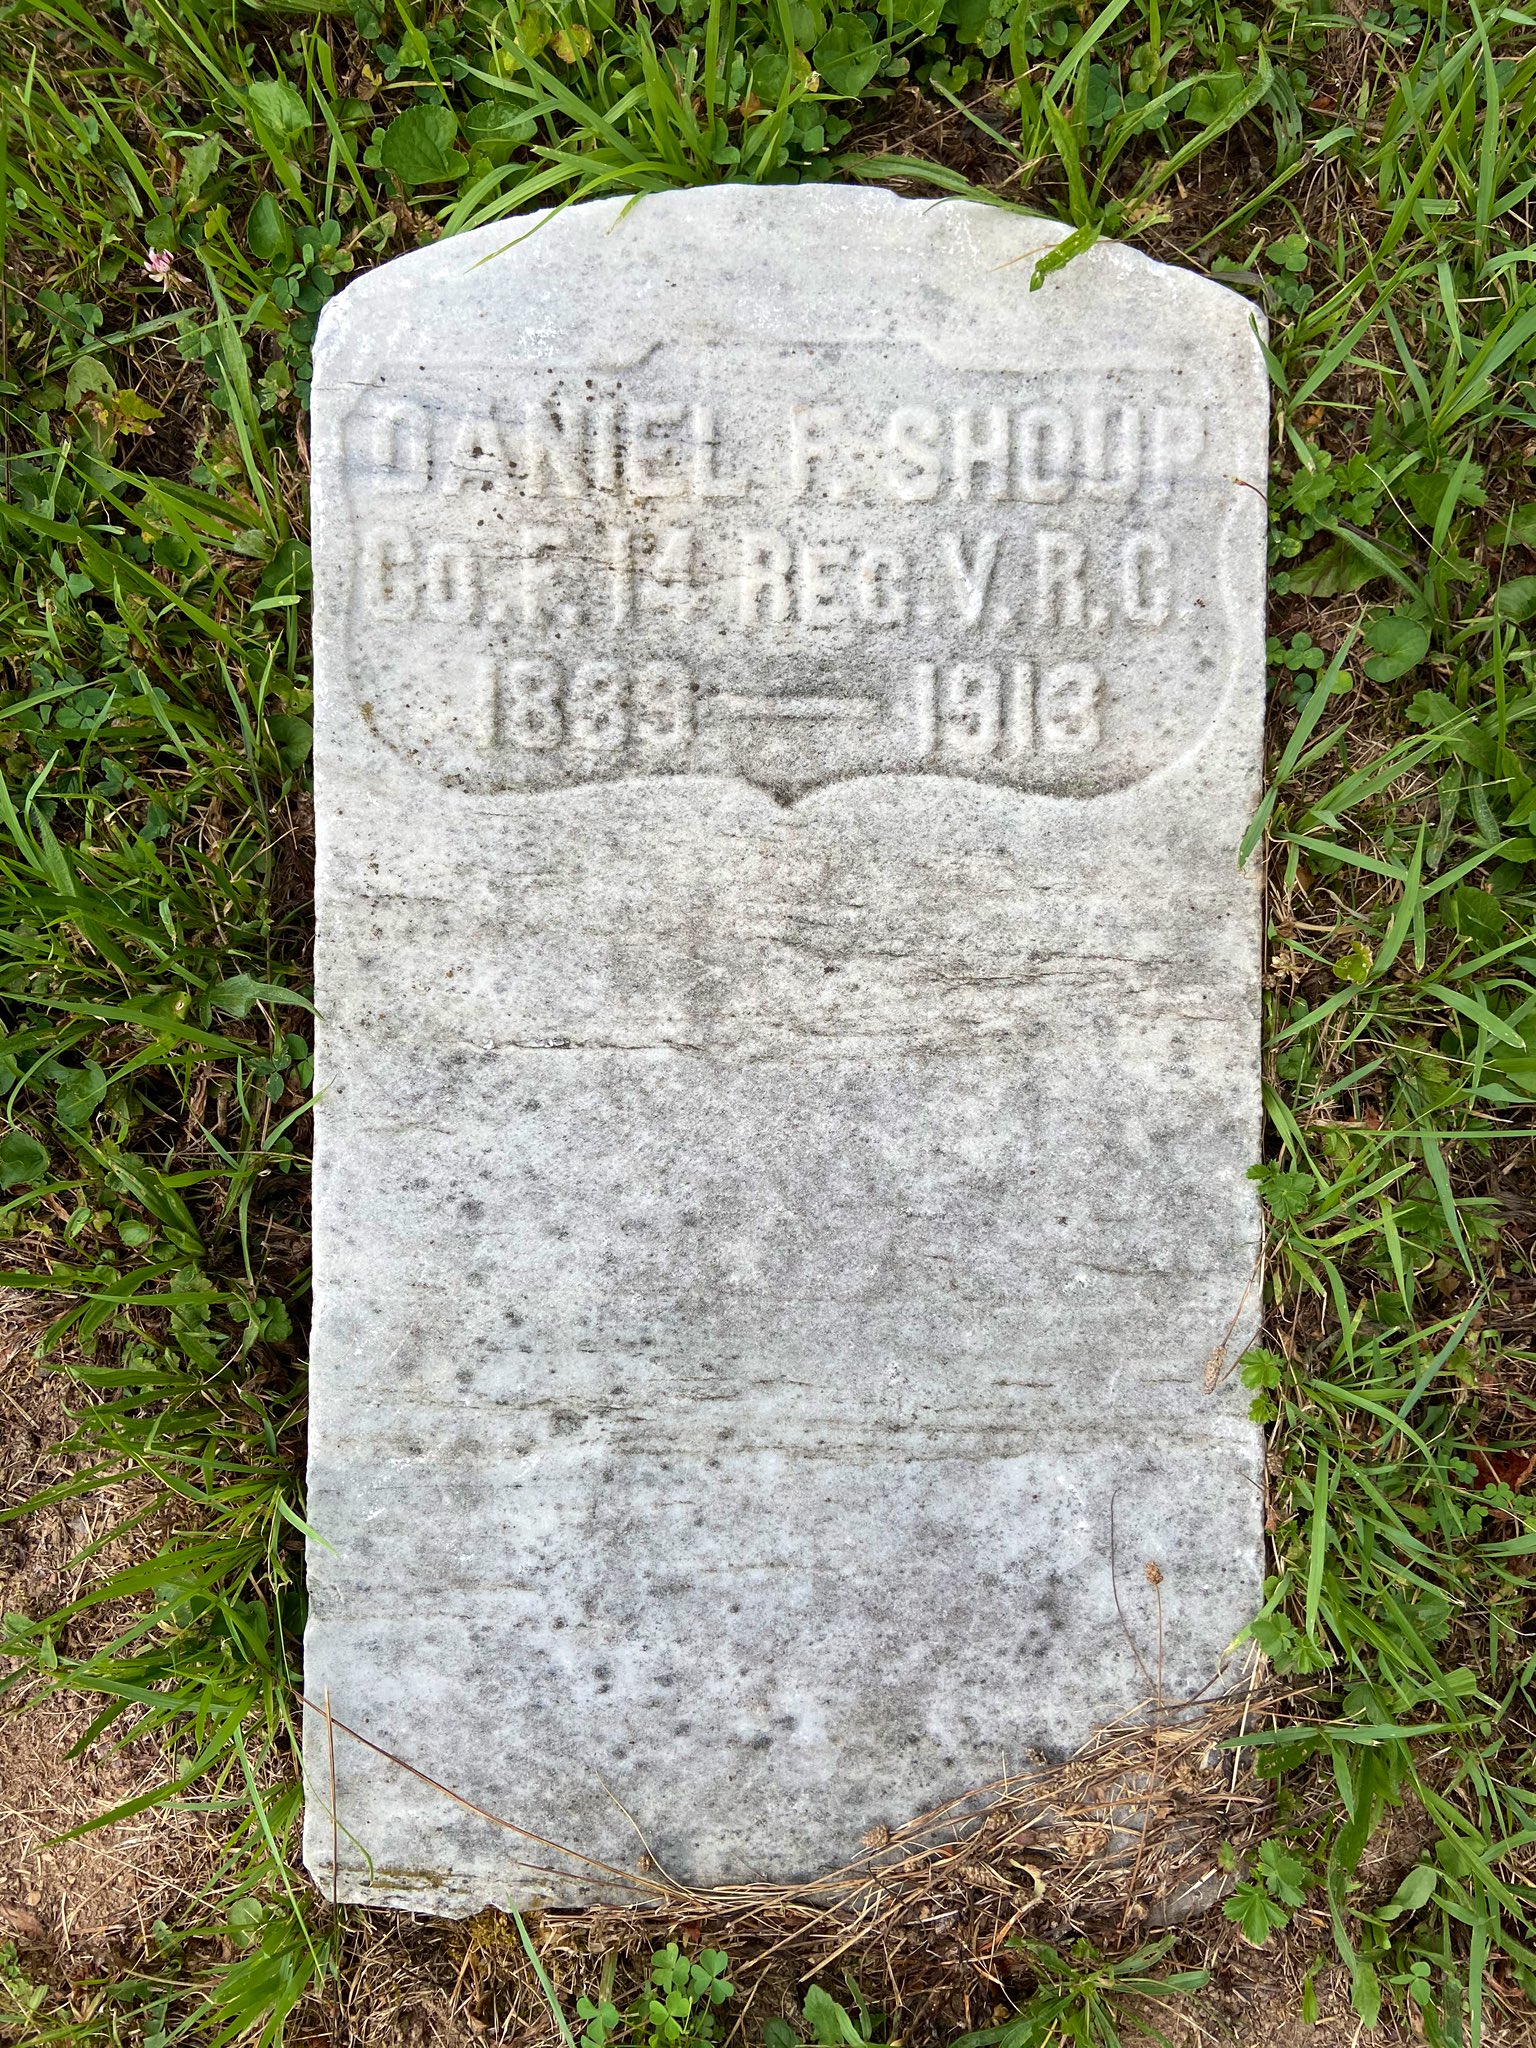 DANIEL F. SHOUP
CO. F. 14 REG. V. R. C.
1839 — 1913